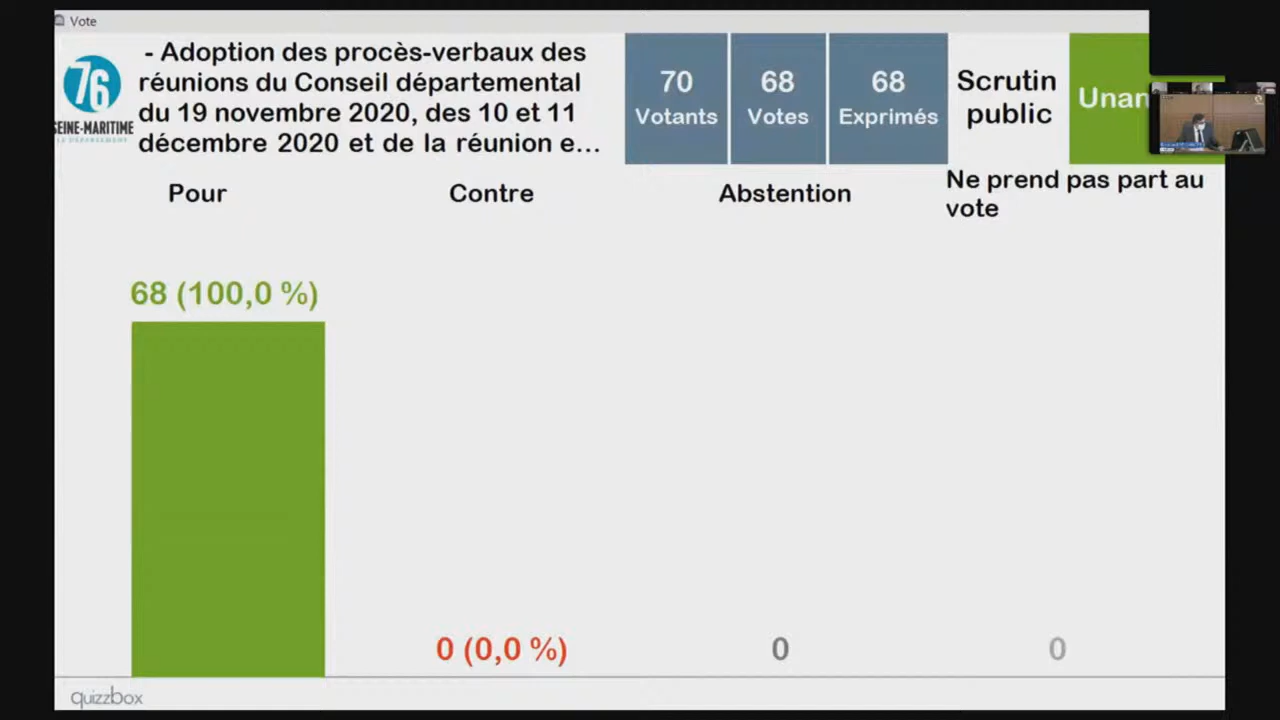 Vote
76
SEINE-MARITIME
LE DÉPARTEMENT
- Adoption des procès-verbaux des
réunions du Conseil départemental
du 19 novembre 2020, des 10 et 11
décembre 2020 et de la réunion e...
70
Votants
68
Votes
68
Exprimés
Scrutin
public
Unan
Pour
Contre
Abstention
Ne prend pas part au
vote
68 (100,0 %)
0 (0,0 %)
0
0
quizzbox